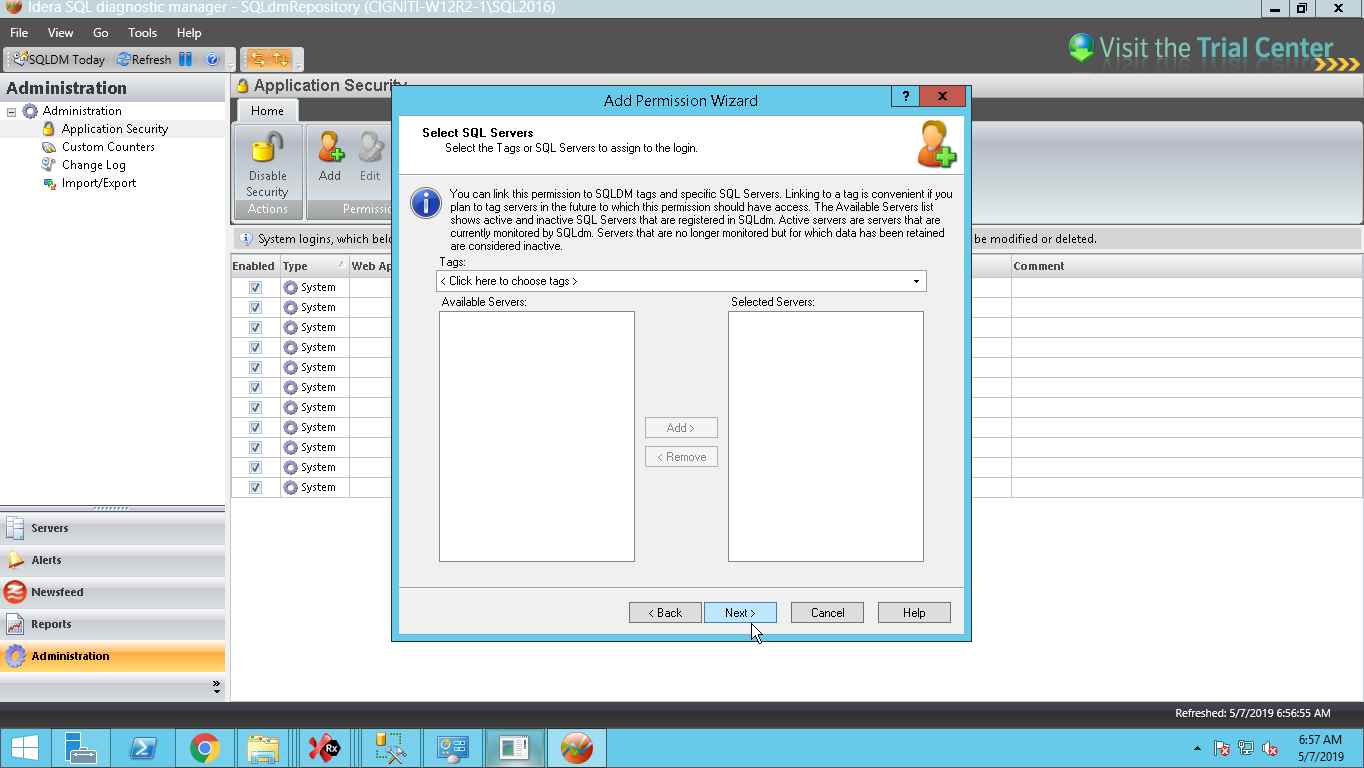 Idera SQL diagnostic manager - SQLdmRepository (CIGNITI-W12R2-1\SQL2016)
File View Go Tools Help
SQLDM Today Refresh
Visit the Trial Center
Administration
Administration
Application Security
Custom Counters
Change Log
Import/Export
Servers
Alerts
Newsfeed
Reports
Administration
Application Security
Home
Disable
Security
Actions
Add
Edit
Permissio
System logins, which belo
be modified or deleted.
Enabled Type Web Ap
Comment
System
System
System
System
System
System
System
System
System
System
System
Add Permission Wizard
?
Select SQL Servers
Select the Tags or SQL Servers to assign to the login.
You can link this permission to SQLDM tags and specific SQL Servers. Linking to a tag is convenient if you
plan to tag servers in the future to which this permission should have access. The Available Servers list
shows active and inactive SQL Servers that are registered in SQLdm. Active servers are servers that are
currently monitored by SQLdm. Servers that are no longer monitored but for which data has been retained
are considered inactive.
Tags:
< Click here to choose tags >
Available Servers:
Selected Servers:
Add >
< Remove
< Back
Next >
Cancel
Help
Refreshed: 5/7/2019 6:56:55 AM
Rx
6:57 AM
5/7/2019